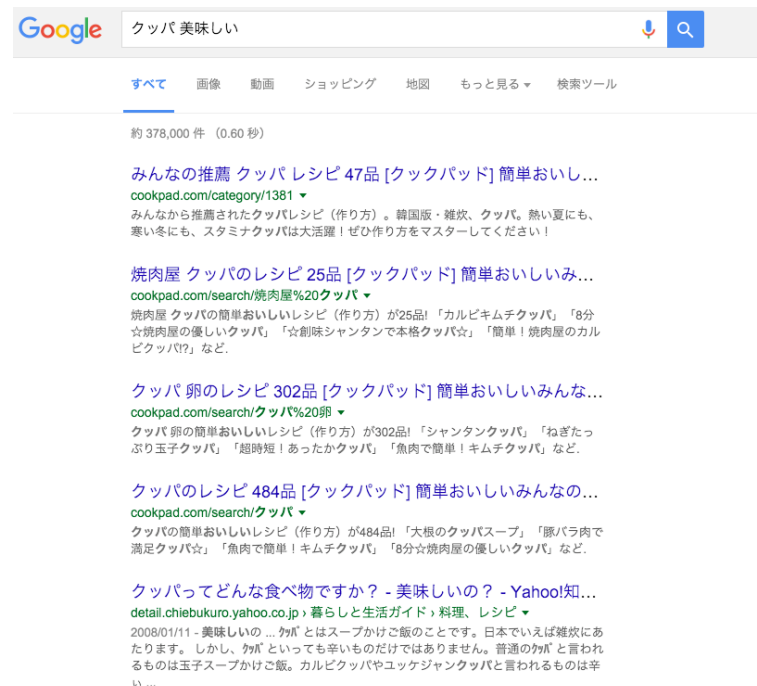 Google
クッパ 美味しい
すべて 画像 動画 ショッピング 地図 もっと見る 検索ツール
約 378,000 件 （0.60 秒）
みんなの推薦 クッパ レシピ 47品 [クックパッド] 簡単おいし...
cookpad.com/category/1381
みんなから推薦されたクッパレシピ（作り方）。韓国版・雑炊、クッパ。熱い夏にも、
寒い冬にも、スタミナクッパは大活躍！ぜひ作り方をマスターしてください！
焼肉屋 クッパのレシピ 25品 [クックパッド] 簡単おいしいみ...
cookpad.com/search/焼肉屋%20クッパ
焼肉屋 クッパの簡単おいしいレシピ（作り方）が25品! 「カルビキムチクッパ」「8分
☆焼肉屋の優しいクッパ」「☆創味シャンタンで本格クッパ☆」「簡単！焼肉屋のカル
ビクッパ!?」など.
クッパ 卵のレシピ 302品 [クックパッド] 簡単おいしいみんな...
cookpad.com/search/クッパ%20卵
クッパ 卵の簡単おいしいレシピ（作り方）が302品! 「シャンタンクッパ」「ねぎたっ
ぷり玉子クッパ」「超時短！あったかクッパ」「魚肉で簡単！キムチクッパ」など.
クッパのレシピ 484品 [クックパッド] 簡単おいしいみんなの...
cookpad.com/search/クッパ
クッパの簡単おいしいレシピ（作り方）が484品! 「大根のクッパスープ」「豚バラ肉で
満足クッパ☆」「魚肉で簡単！キムチクッパ」「8分☆焼肉屋の優しいクッパ」など.
クッパってどんな食べ物ですか？ - 美味しいの？ - Yahoo!知...
detail.chiebukuro.yahoo.co.jp › 暮らしと生活ガイド › 料理、レシピ
2008/01/11 - 美味しいの ... ｸｯﾊﾟとはスープかけご飯のことです。日本でいえば雑炊にあ
たります。 しかし、ｸｯﾊﾟといっても辛いものだけではありません。普通のｸｯﾊﾟと言われ
るものは玉子スープかけご飯。カルビクッパやユッケジャンクッパと言われるものは辛
い ...